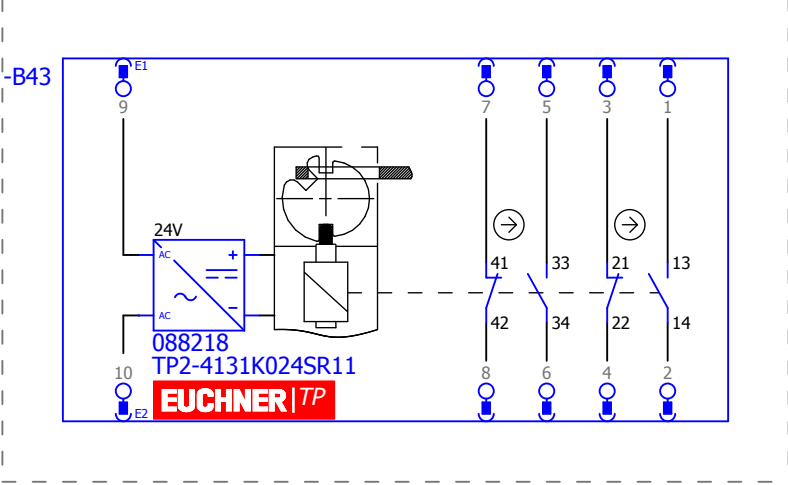 -B43
E1
9 7 5 3 1
24V
AC + 
AC −
41 33 21 13
42 34 22 14
088218
TP2-4131K024SR11
EUCHNER|TP
10 8 6 4 2
E2